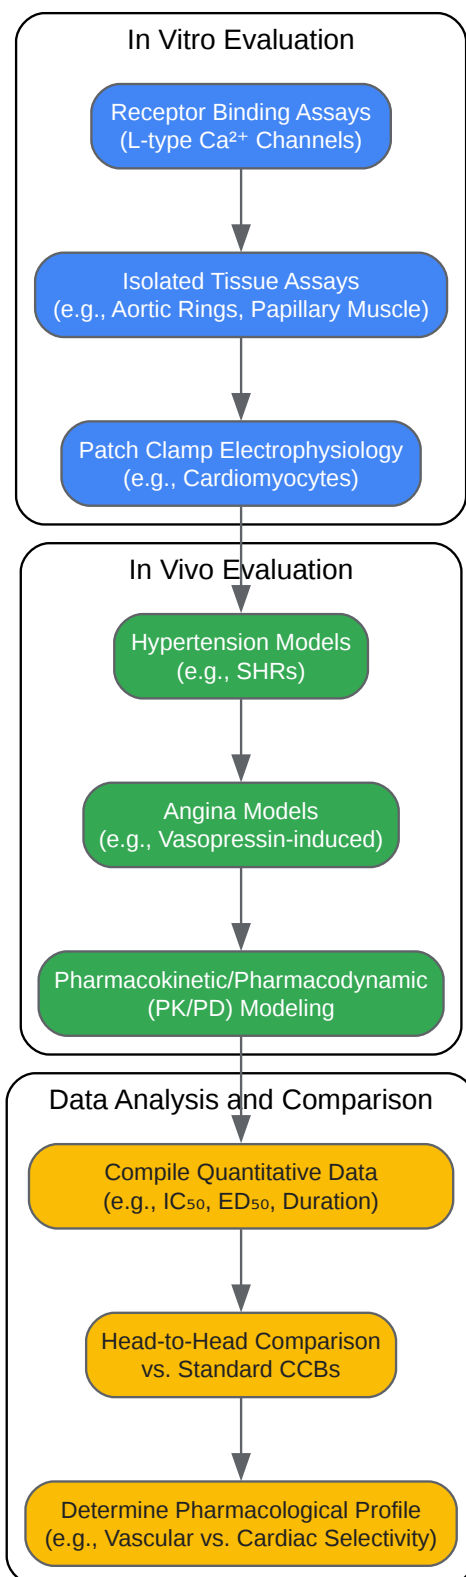 In Vitro Evaluation
Receptor Binding Assays
(L-type Ca²⁺ Channels)
Isolated Tissue Assays
(e.g., Aortic Rings, Papillary Muscle)
Patch Clamp Electrophysiology
(e.g., Cardiomyocytes)
In Vivo Evaluation
Hypertension Models
(e.g., SHRs)
Angina Models
(e.g., Vasopressin-induced)
Pharmacokinetic/Pharmacodynamic
(PK/PD) Modeling
Data Analysis and Comparison
Compile Quantitative Data
(e.g., IC₅₀, ED₅₀, Duration)
Head-to-Head Comparison
vs. Standard CCBs
Determine Pharmacological Profile
(e.g., Vascular vs. Cardiac Selectivity)